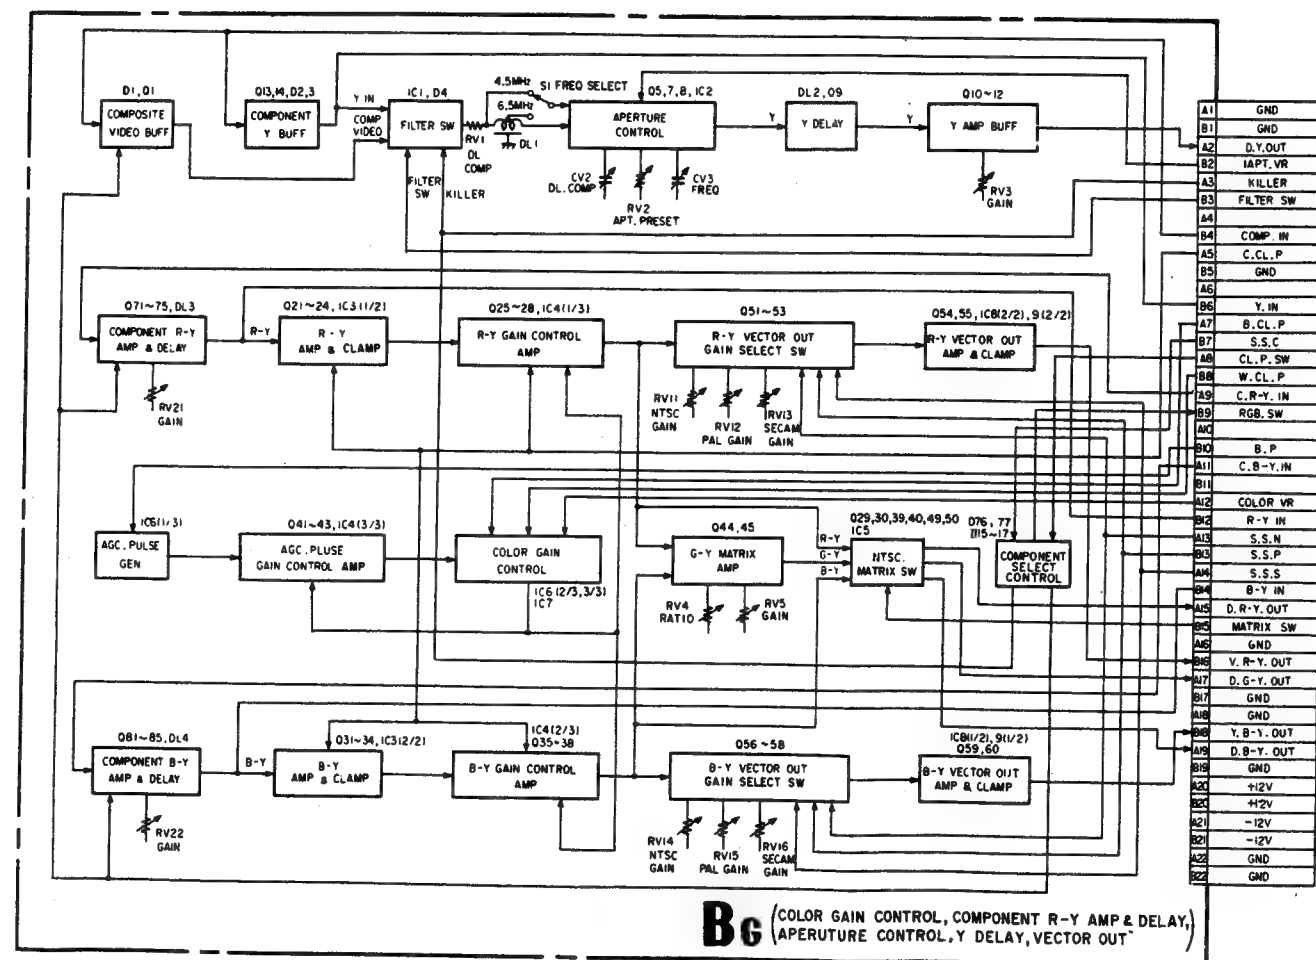 D1, Q1
COMPOSITE
VIDEO BUFF
Q13,14, D2,3
COMPONENT
Y BUFF
Y IN
COMP
VIDEO
IC1, D4
FILTER SW
RV1
DL
COMP
4.5MHz
6.5MHz
S1 FREQ SELECT
DL1
Q5,7,8, IC2
APERTURE
CONTROL
CV2
DL. COMP
RV2
APT. PRESET
CV3
FREQ
Y
DL2, Q9
Y DELAY
Y
Q10~12
Y AMP BUFF
RV3
GAIN
FILTER
SW
KILLER
Q71~75, DL3
COMPONENT R-Y
AMP & DELAY
RV21
GAIN
R-Y
Q21~24, IC3(1/2)
R-Y
AMP & CLAMP
Q25~28, IC4(1/3)
R-Y GAIN CONTROL
AMP
Q51~53
R-Y VECTOR OUT
GAIN SELECT SW
RV11
NTSC
GAIN
RV12
PAL GAIN
RV13
SECAM
GAIN
Q54,55, IC8(2/2), 9(2/2)
R-Y VECTOR OUT
AMP & CLAMP
IC6(1/3)
AGC. PULSE
GEN
Q41~43, IC4(3/3)
AGC. PLUSE
GAIN CONTROL AMP
COLOR GAIN
CONTROL
IC6(2/3,3/3)
IC7
Q44,45
G-Y MATRIX
AMP
RV4
RATIO
RV5
GAIN
R-Y
G-Y
B-Y
Q29,30,39,40,49,50
IC5
NTSC.
MATRIX SW
D76, 77
COMPONENT
SELECT
CONTROL
Q81~85, DL4
COMPONENT B-Y
AMP & DELAY
RV22
GAIN
B-Y
Q31~34, IC3(2/2)
B-Y
AMP & CLAMP
IC4(2/3)
Q35~38
B-Y GAIN CONTROL
AMP
Q56~58
B-Y VECTOR OUT
GAIN SELECT SW
RV14
NTSC
GAIN
RV15
PAL GAIN
RV16
SECAM
GAIN
IC8(1/2), 9(1/2)
Q59,60
B-Y VECTOR OUT
AMP & CLAMP
A1 GND
B1 GND
A2 D.Y.OUT
B2 IAPT.VR
A3 KILLER
B3 FILTER SW
A4
B4 COMP. IN
A5 C.CL.P
B5 GND
A6
B6 Y.IN
A7 B.CL.P
B7 S.S.C
A8 CL.P.SW
B8 W.CL.P
A9 C.R-Y. IN
B9 RGB.SW
A10
B10 B.P
A11 C.B-Y.IN
B11
A12 COLOR VR
B12 R-Y IN
A13 S.S.N
B13 S.S.P
A14 S.S.S
B14 B-Y IN
A15 D.R-Y.OUT
B15 MATRIX SW
A16 GND
B16 V.R-Y.OUT
A17 D.G-Y.OUT
B17 GND
A18 GND
B18 Y.B-Y.OUT
A19 D.B-Y.OUT
B19 GND
A20 +12V
B20 +12V
A21 -12V
B21 -12V
A22 GND
B22 GND
BG (COLOR GAIN CONTROL, COMPONENT R-Y AMP & DELAY,
APERUTURE CONTROL, Y DELAY, VECTOR OUT)